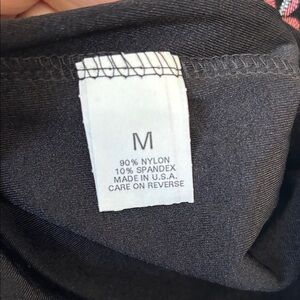 M
90% NYLON
10% SPANDEX
MADE IN U.S.A.
CARE ON REVERSE